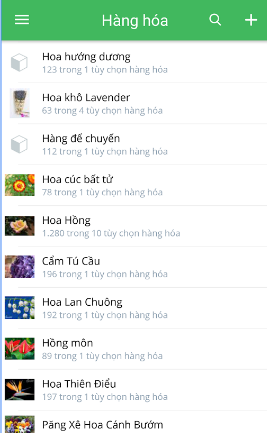 Hàng hóa
Hoa hướng dương
123 trong 1 tùy chọn hàng hóa
Hoa khô Lavender
63 trong 4 tùy chọn hàng hóa
Hàng để chuyển
112 trong 1 tùy chọn hàng hóa
Hoa cúc bất tử
78 trong 1 tùy chọn hàng hóa
Hoa Hồng
1.280 trong 10 tùy chọn hàng hóa
Cẩm Tú Cầu
196 trong 1 tùy chọn hàng hóa
Hoa Lan Chuông
192 trong 1 tùy chọn hàng hóa
Hồng môn
89 trong 1 tùy chọn hàng hóa
Hoa Thiên Điểu
197 trong 1 tùy chọn hàng hóa
Păng Xê Hoa Cánh Bướm